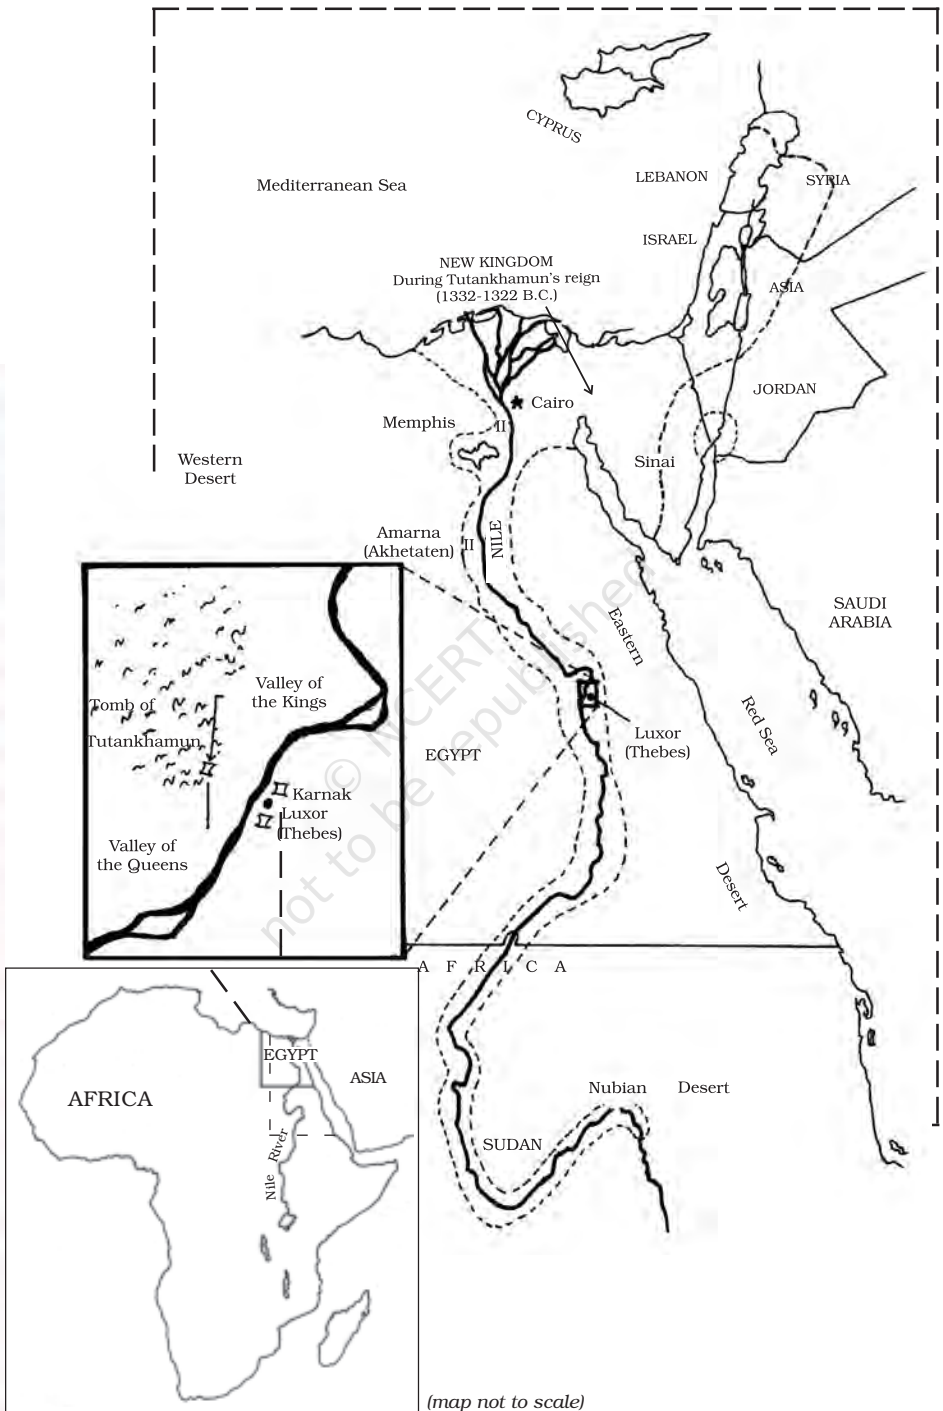 CYPRUS
LEBANON
SYRIA
Mediterranean Sea
ISRAEL
NEW KINGDOM
During Tutankhamun's reign
(1332-1322 B.C.)
ASIA
JORDAN
Cairo
Memphis
II
Sinai
Western
Desert
Amarna
(Akhetaten)
II
NILE
SAUDI
ARABIA
Eastern
Valley of
the Kings
Tomb of
Tutankhamun
Red Sea
Luxor
(Thebes)
EGYPT
Karnak
Luxor
(Thebes)
Valley of
the Queens
Desert
© NCERT
not to be republished
AFRICA
EGYPT
ASIA
AFRICA
Nubian Desert
SUDAN
Nile River
(map not to scale)